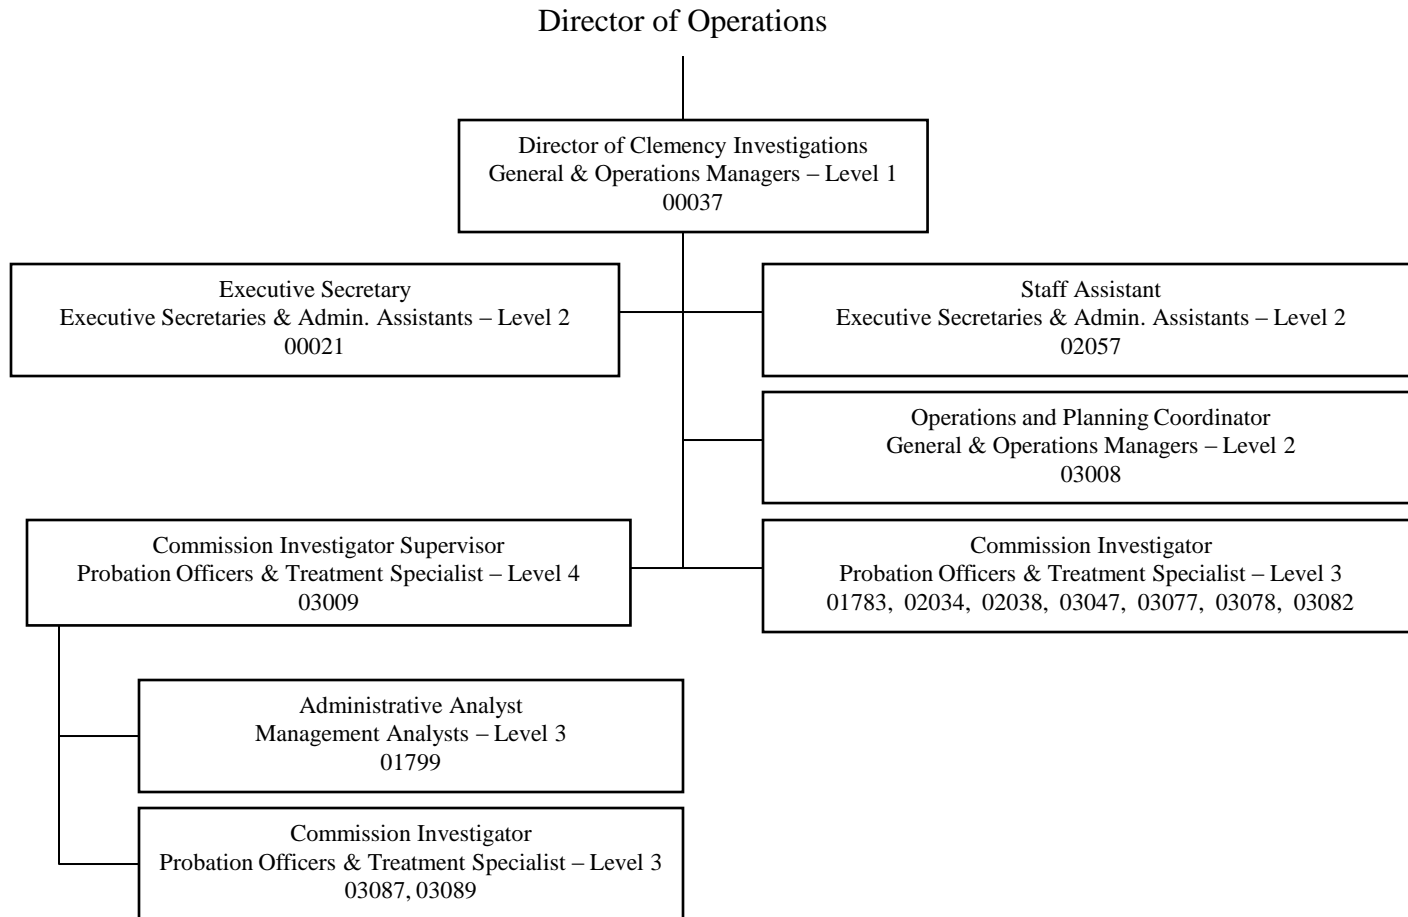 Director of Operations
Director of Clemency Investigations
General & Operations Managers – Level 1
00037
Executive Secretary
Executive Secretaries & Admin. Assistants – Level 2
00021
Staff Assistant
Executive Secretaries & Admin. Assistants – Level 2
02057
Operations and Planning Coordinator
General & Operations Managers – Level 2
03008
Commission Investigator Supervisor
Probation Officers & Treatment Specialist – Level 4
03009
Commission Investigator
Probation Officers & Treatment Specialist – Level 3
01783, 02034, 02038, 03047, 03077, 03078, 03082
Administrative Analyst
Management Analysts – Level 3
01799
Commission Investigator
Probation Officers & Treatment Specialist – Level 3
03087, 03089